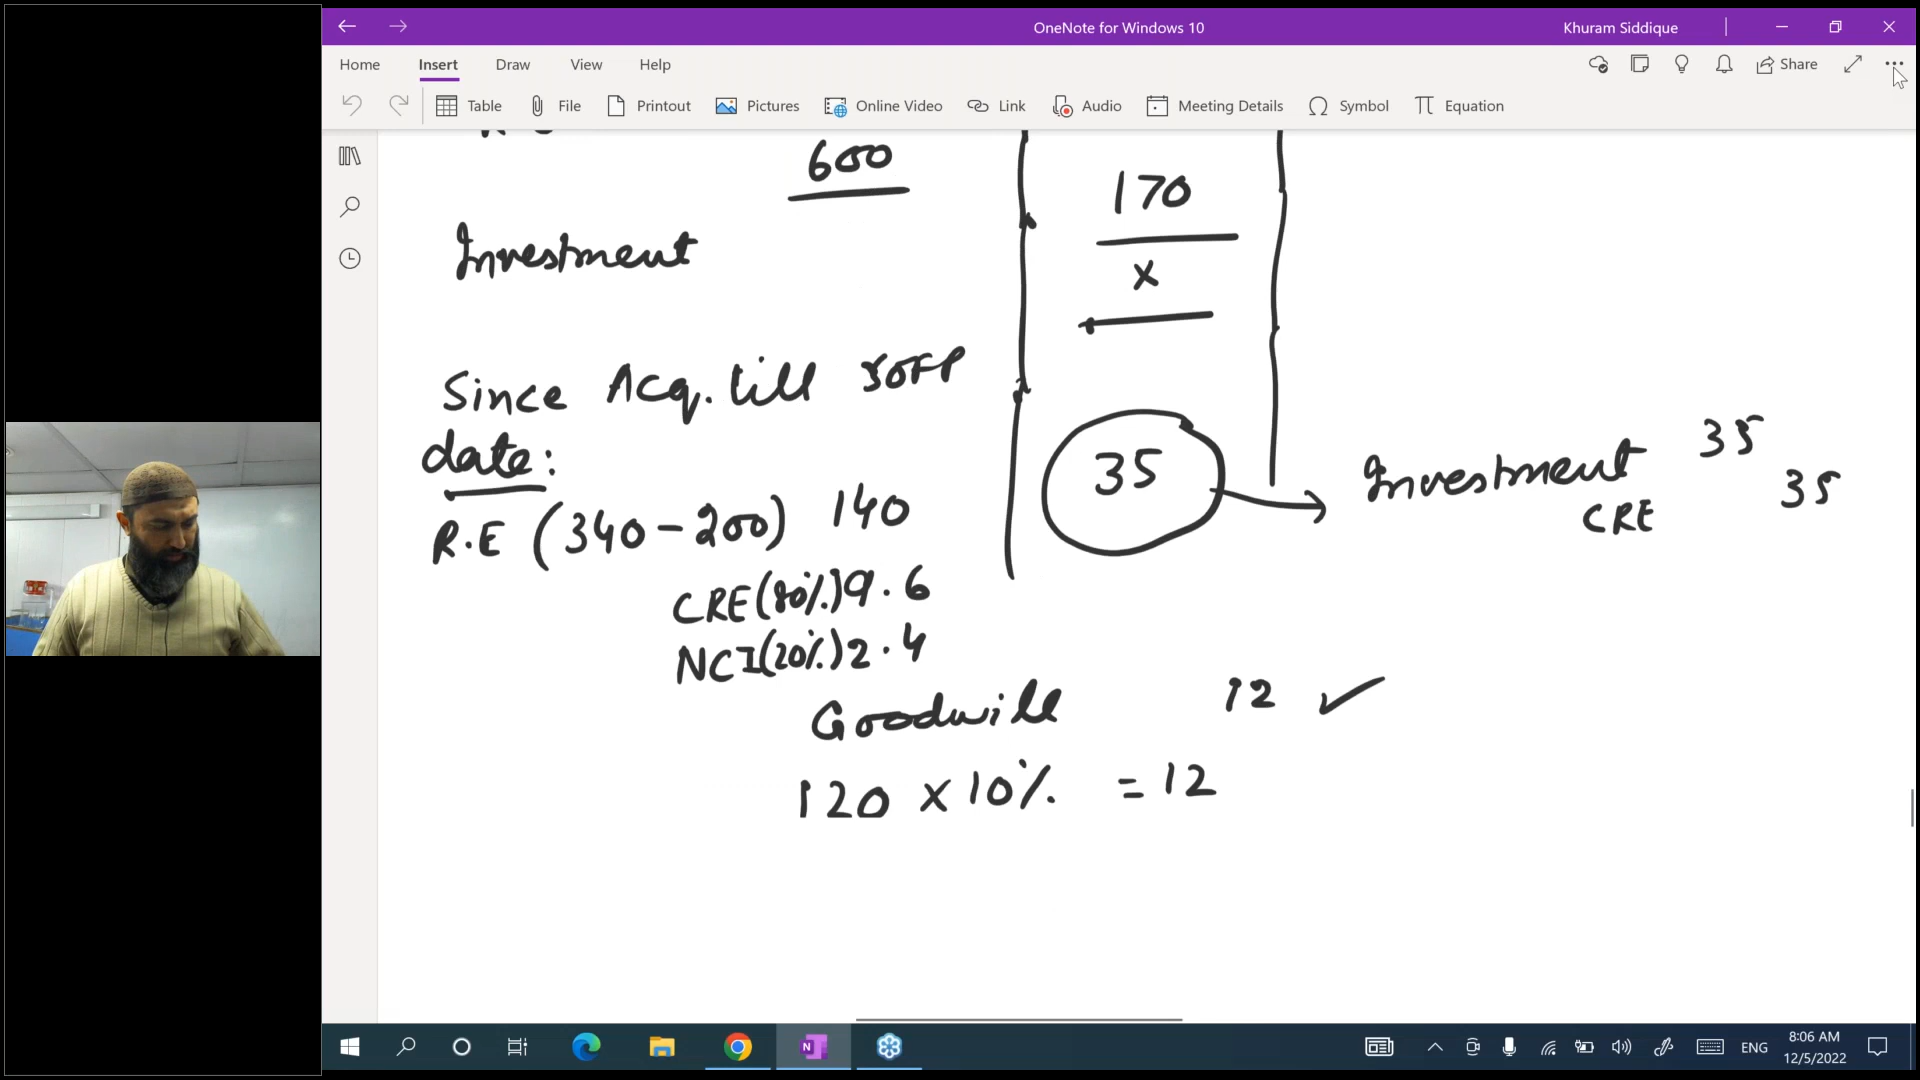 OneNote for Windows 10
Khuram Siddique
Home Insert Draw View Help
Share
Table File Printout Pictures Online Video Link Audio Meeting Details Symbol Equation
600
170
Investment
x
Since Acq. till SOFP
date:
35
Investment 35
CRE 35
R.E (340-200) 140
CRE(80%)9.6
NCI(20%)2.4
Goodwill 12 ✓
120 x 10% = 12
ENG
8:06 AM
12/5/2022